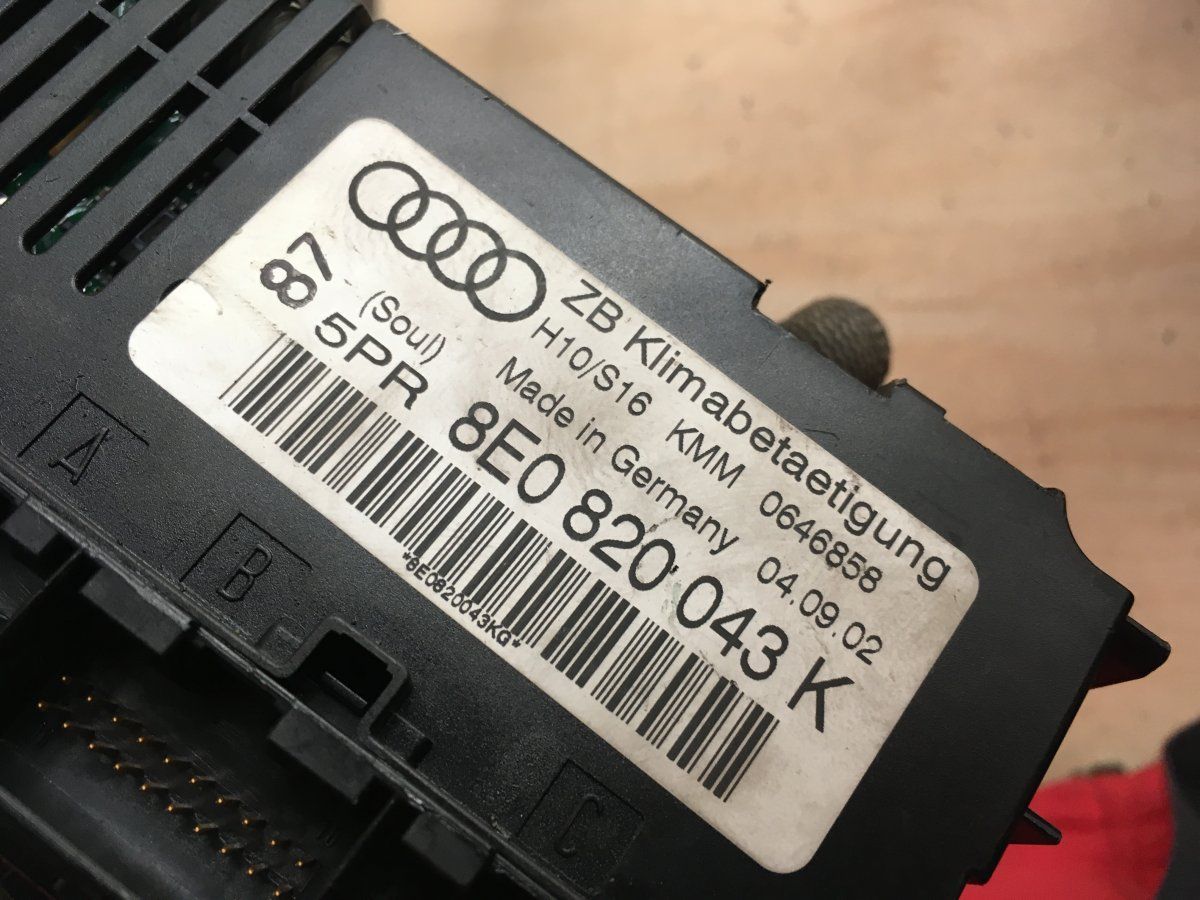 ZB Klimabetaetigung
H10/S16 KMM 0646858
87 (Soul) Made in Germany 04.09.02
5PR 8E0 820 043 K
*8E0820043KG*
A
B
C